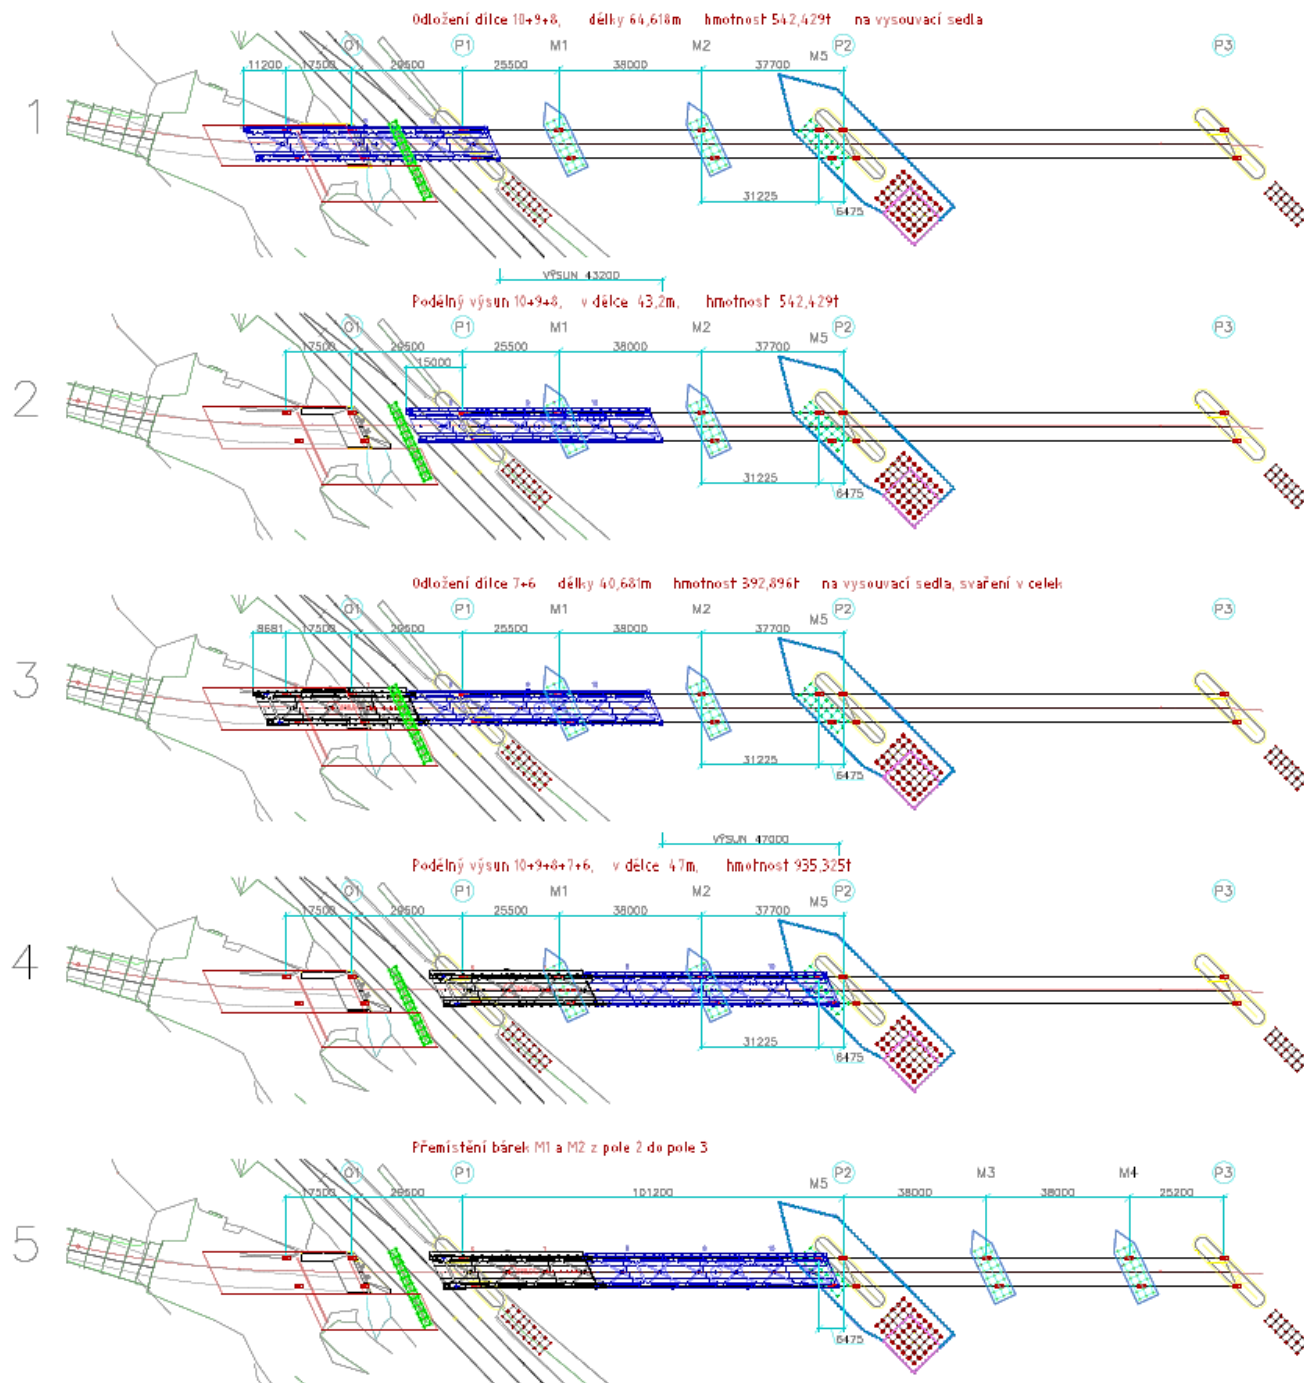 Odložení dílce 10+9+8, délky 64,618m hmotnost 542,429t na vysouvací sedla
O1 P1 M1 M2 M5 P2 P3
11200 17500 29500 25500 38000 37700
1
31225
6475
VÝSUN 43200
Podélný výsun 10+9+8, v délce 43,2m, hmotnost 542,429t
O1 P1 M1 M2 M5 P2 P3
17500 29500 25500 38000 37700
15000
2
31225
6475
Odložení dílce 7+6 délky 40,681m hmotnost 392,896t na vysouvací sedla, svaření v celek
O1 P1 M1 M2 M5 P2 P3
8681 17500 29500 25500 38000 37700
3
31225
6475
VÝSUN 47000
Podélný výsun 10+9+8+7+6, v délce 47m, hmotnost 935,325t
O1 P1 M1 M2 M5 P2 P3
17500 29500 25500 38000 37700
4
31225
6475
Přemístění bárek M1 a M2 z pole 2 do pole 3
O1 P1 M5 P2 M3 M4 P3
17500 29500 101200 38000 38000 25200
5
6475